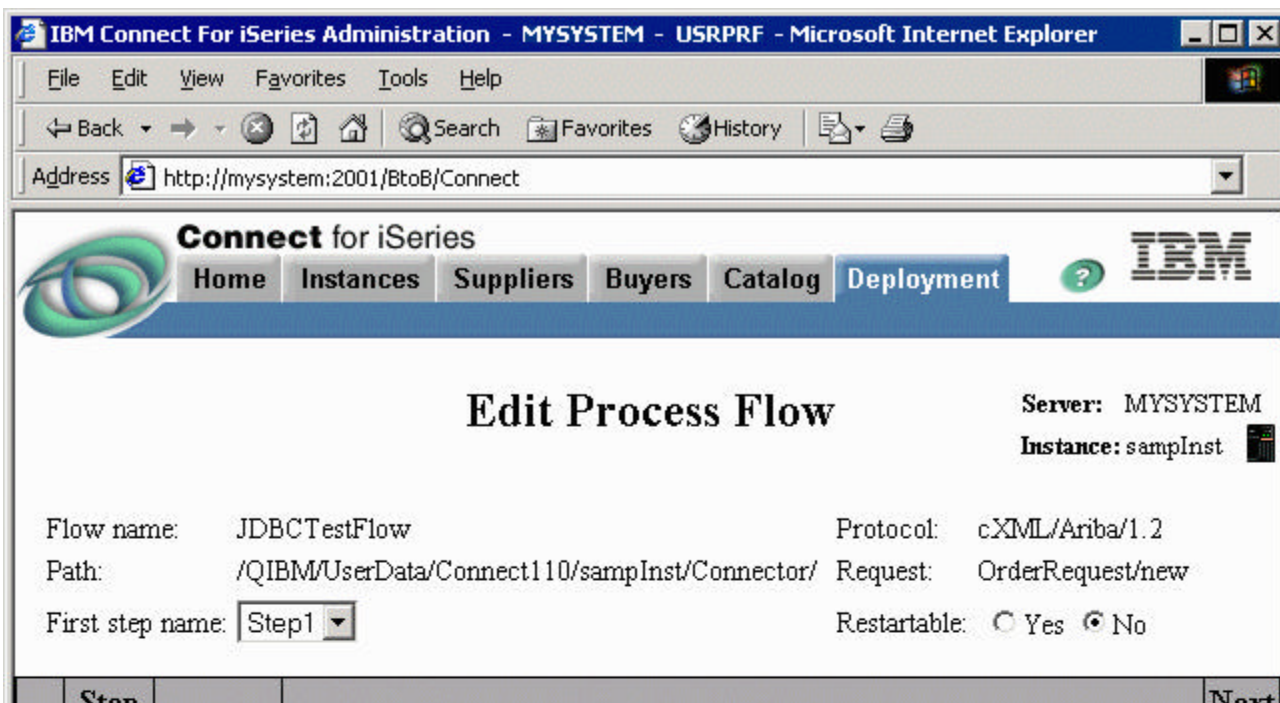 IBM Connect For iSeries Administration - MYSYSTEM - USRPRF - Microsoft Internet Explorer
File Edit View Favorites Tools Help
Back Search Favorites History
Address http://mysystem:2001/BtoB/Connect
Connect for iSeries
Home Instances Suppliers Buyers Catalog Deployment ? IBM
Edit Process Flow
Server: MYSYSTEM
Instance: sampInst
Flow name: JDBCTestFlow Protocol: cXML/Ariba/1.2
Path: /QIBM/UserData/Connect110/sampInst/Connector/ Request: OrderRequest/new
First step name: Step1 Restartable: Yes No
Step Next